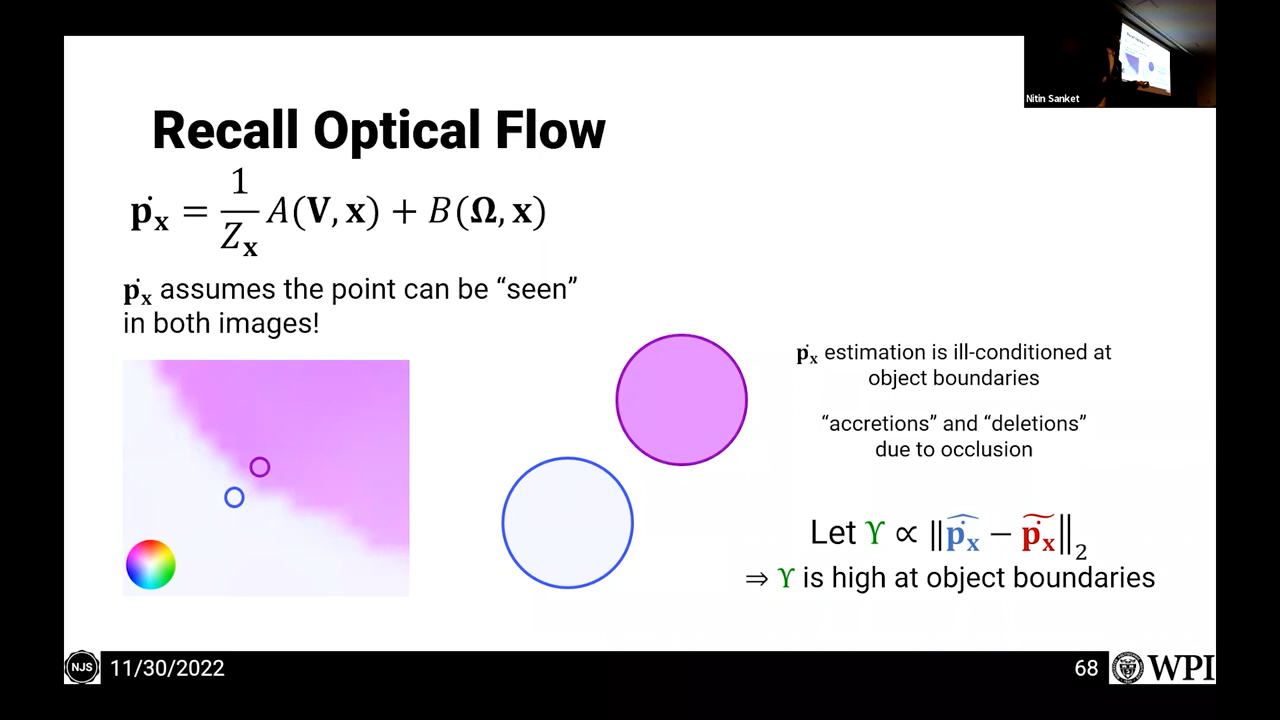 Nitin Sanket
Recall Optical Flow
ṗ𝐱 = 1/Z𝐱 A(V, x) + B(Ω, x)
ṗ𝐱 assumes the point can be “seen”
in both images!
ṗ𝐱 estimation is ill-conditioned at
object boundaries
“accretions” and “deletions”
due to occlusion
Let ϒ ∝ ‖\widehat{ṗ𝐱} − \widetilde{ṗ𝐱}‖₂
⇒ ϒ is high at object boundaries
NJS 11/30/2022 68 WPI